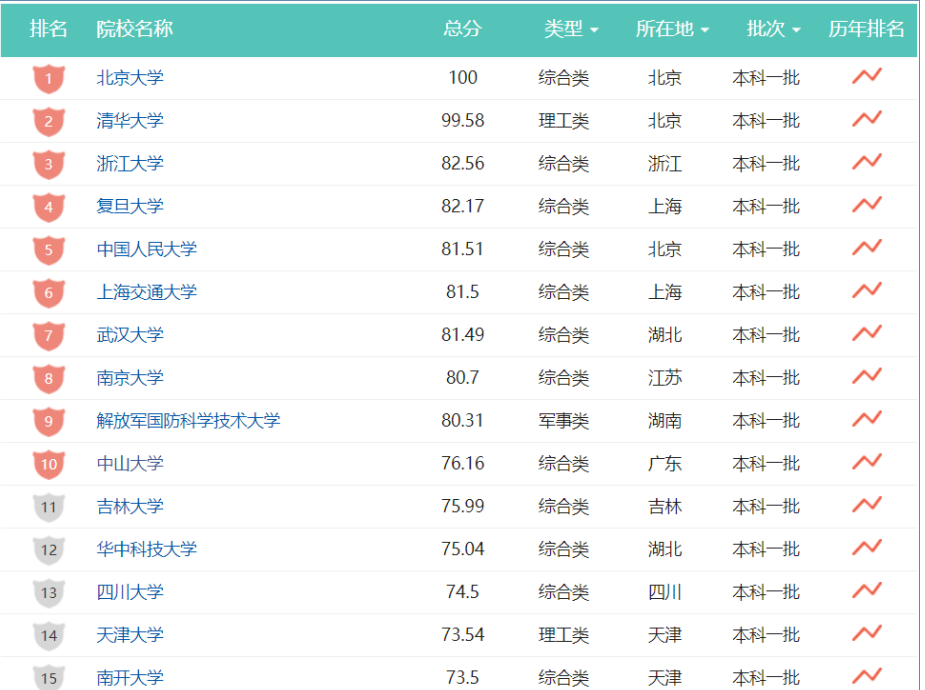 排名 院校名称 总分 类型 所在地 批次 历年排名
1 北京大学 100 综合类 北京 本科一批
2 清华大学 99.58 理工类 北京 本科一批
3 浙江大学 82.56 综合类 浙江 本科一批
4 复旦大学 82.17 综合类 上海 本科一批
5 中国人民大学 81.51 综合类 北京 本科一批
6 上海交通大学 81.5 综合类 上海 本科一批
7 武汉大学 81.49 综合类 湖北 本科一批
8 南京大学 80.7 综合类 江苏 本科一批
9 解放军国防科学技术大学 80.31 军事类 湖南 本科一批
10 中山大学 76.16 综合类 广东 本科一批
11 吉林大学 75.99 综合类 吉林 本科一批
12 华中科技大学 75.04 综合类 湖北 本科一批
13 四川大学 74.5 综合类 四川 本科一批
14 天津大学 73.54 理工类 天津 本科一批
15 南开大学 73.5 综合类 天津 本科一批